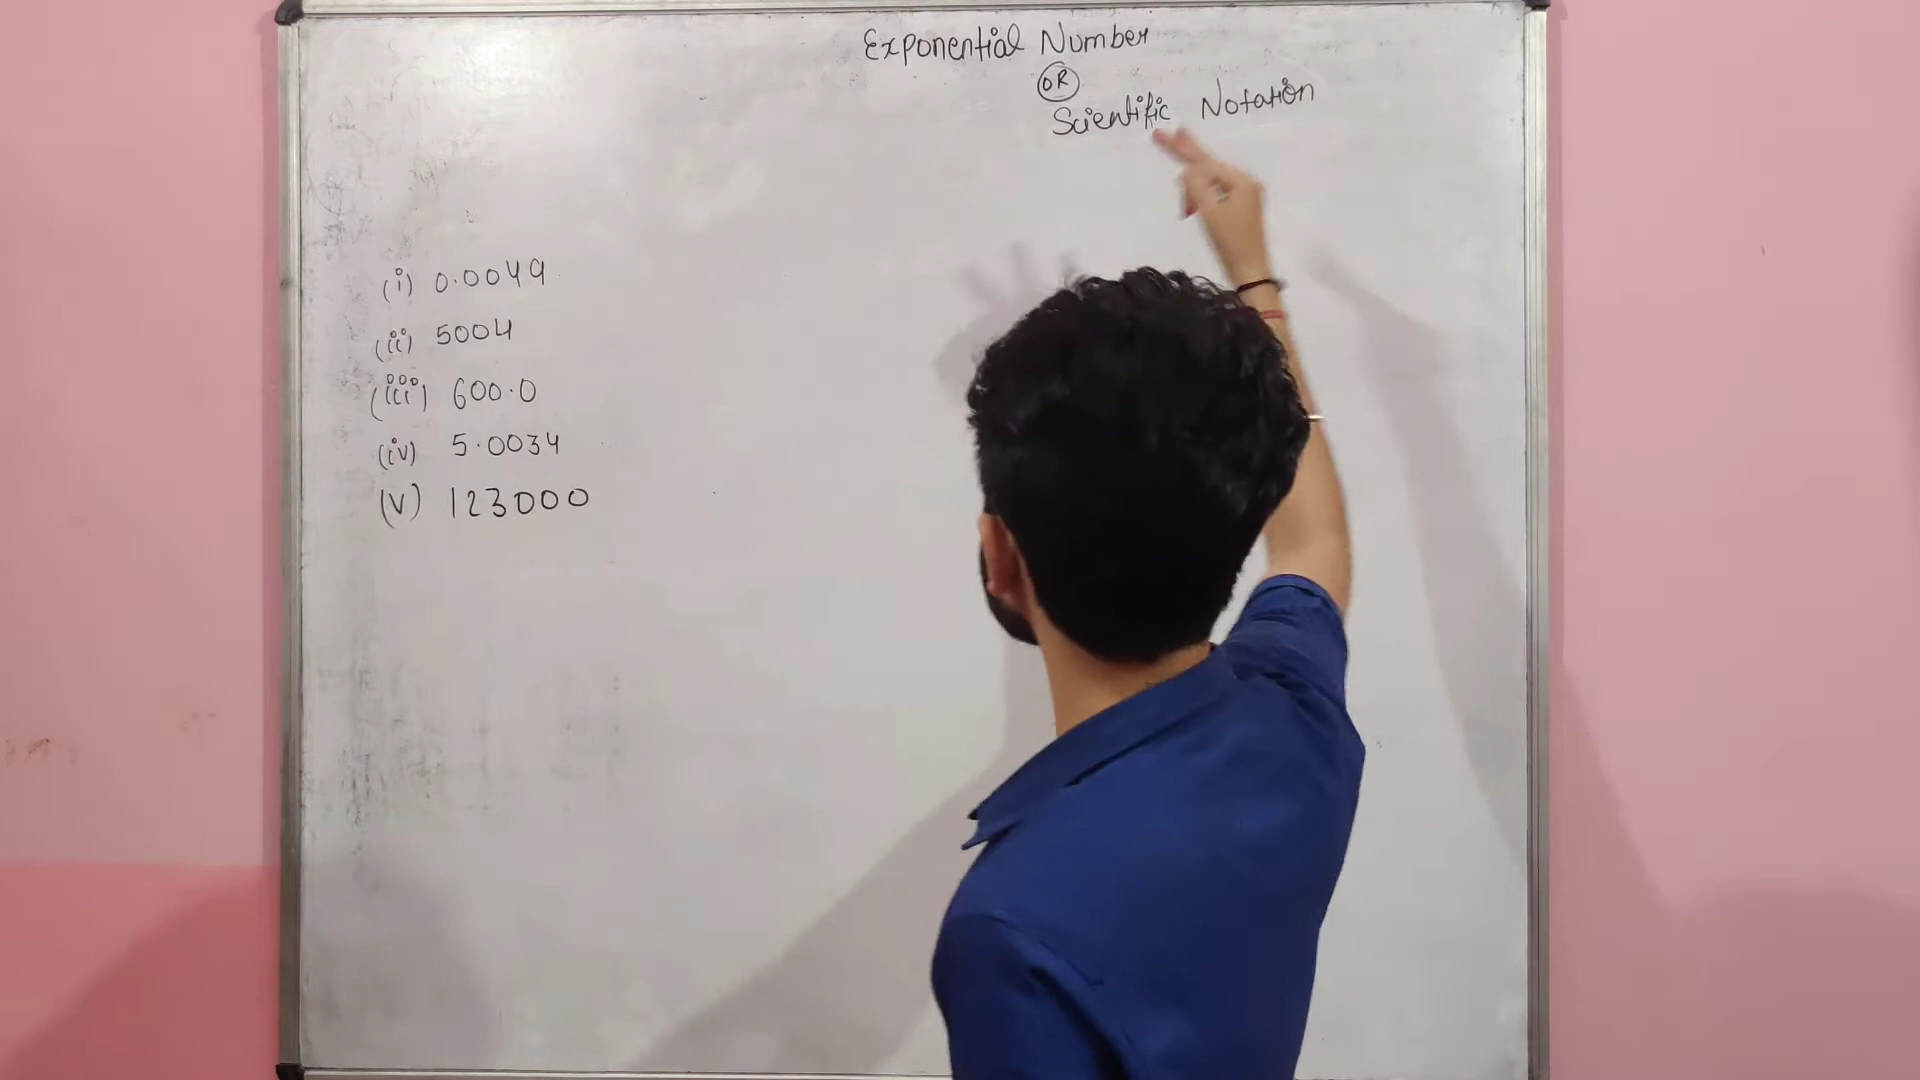 Exponential Number
OR
Scientific Notation
(i) 0.0049
(ii) 5004
(iii) 600.0
(iv) 5.0034
(v) 123000